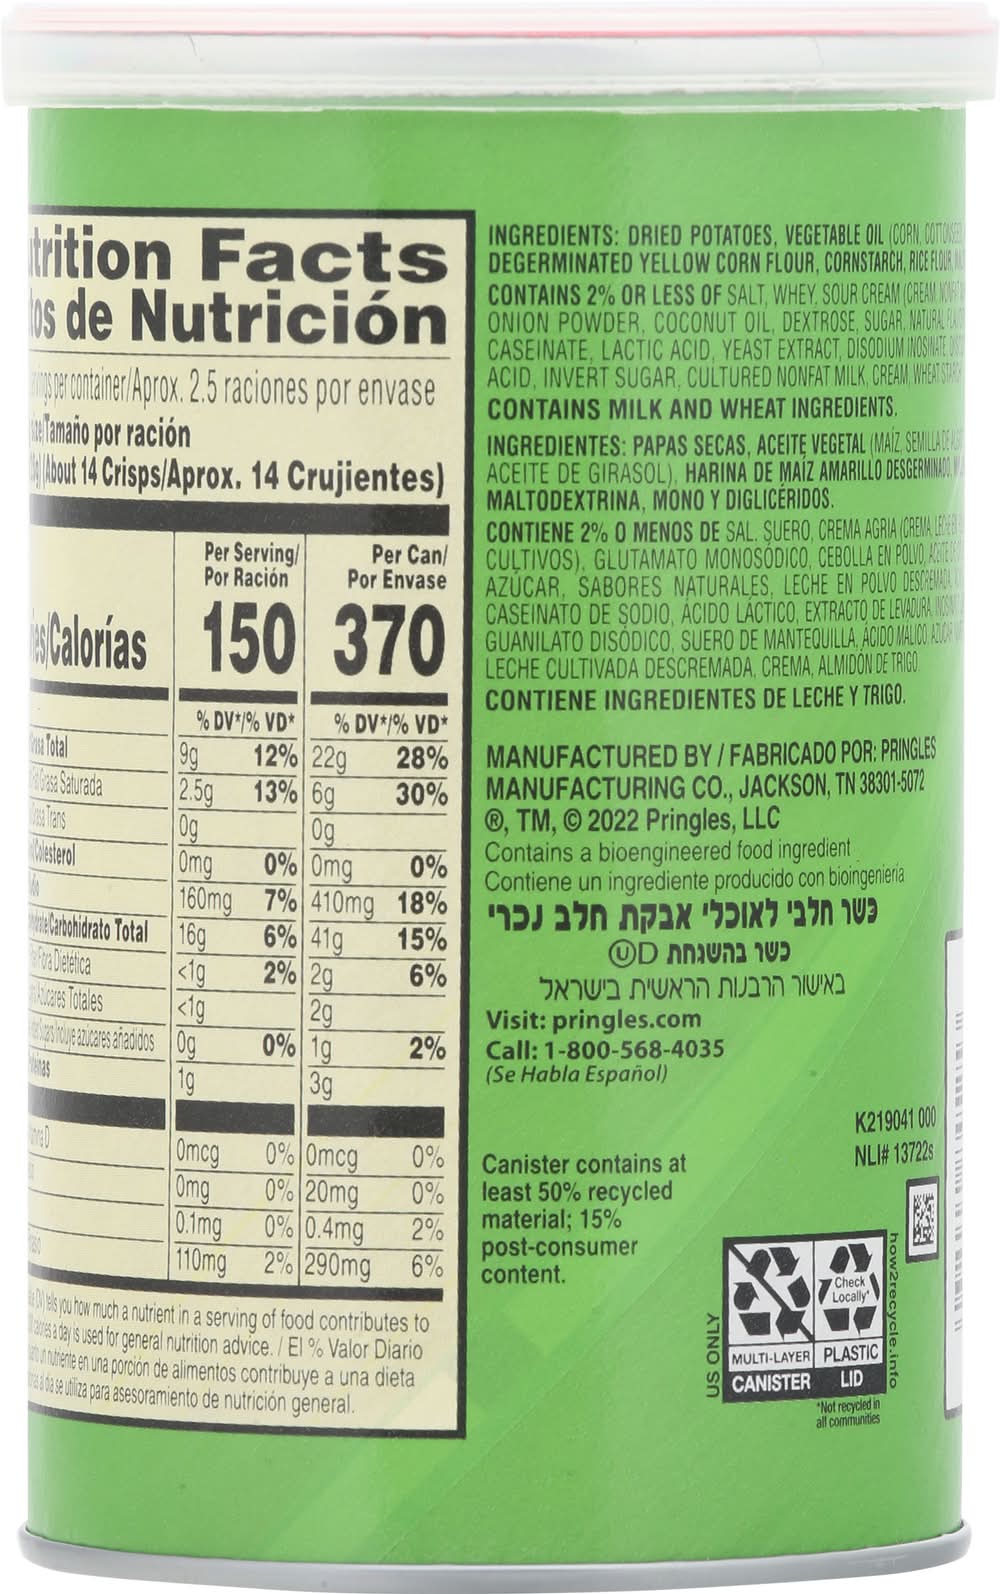 Nutrition Facts
Datos de Nutrición
servings per container/Aprox. 2.5 raciones por envase
size/Tamaño por ración
(About 14 Crisps/Aprox. 14 Crujientes)
Per Serving/ Per Can/
Por Ración Por Envase
Calorías 150 370
% DV*/% VD* % DV*/% VD*
Grasa Total 9g 12% 22g 28%
Fat/Grasa Saturada 2.5g 13% 6g 30%
Grasa Trans 0g 0g
Colesterol 0mg 0% 0mg 0%
160mg 7% 410mg 18%
Carbohidrato Total 16g 6% 41g 15%
Fibra Dietética <1g 2% 2g 6%
Azúcares Totales <1g 2g
Sugars/Incluye azúcares añadidos 0g 0% 1g 2%
1g 3g
0mcg 0% 0mcg 0%
0mg 0% 20mg 0%
0.1mg 0% 0.4mg 2%
110mg 2% 290mg 6%
(DV) tells you how much a nutrient in a serving of food contributes to
calories a day is used for general nutrition advice. / El % Valor Diario
un nutriente en una porción de alimentos contribuye a una dieta
al día se utiliza para asesoramiento de nutrición general.
INGREDIENTS: DRIED POTATOES, VEGETABLE OIL (CORN, COTTONSEED
DEGERMINATED YELLOW CORN FLOUR, CORNSTARCH, RICE FLOUR,
CONTAINS 2% OR LESS OF SALT, WHEY, SOUR CREAM (CREAM, NONFAT
ONION POWDER, COCONUT OIL, DEXTROSE, SUGAR, NATURAL
CASEINATE, LACTIC ACID, YEAST EXTRACT, DISODIUM INOSINATE,
ACID, INVERT SUGAR, CULTURED NONFAT MILK, CREAM, WHEAT STARCH
CONTAINS MILK AND WHEAT INGREDIENTS.
INGREDIENTES: PAPAS SECAS, ACEITE VEGETAL (MAÍZ, SEMILLA DE
ACEITE DE GIRASOL), HARINA DE MAÍZ AMARILLO DESGERMINADO,
MALTODEXTRINA, MONO Y DIGLICÉRIDOS.
CONTIENE 2% O MENOS DE SAL, SUERO, CREMA AGRIA (CREMA, LECHE
CULTIVOS), GLUTAMATO MONOSÓDICO, CEBOLLA EN POLVO, ACEITE DE
AZÚCAR, SABORES NATURALES, LECHE EN POLVO DESCREMADA,
CASEINATO DE SODIO, ÁCIDO LÁCTICO, EXTRACTO DE LEVADURA,
GUANILATO DISÓDICO, SUERO DE MANTEQUILLA, ÁCIDO MÁLICO, AZÚCAR
LECHE CULTIVADA DESCREMADA, CREMA, ALMIDÓN DE TRIGO.
CONTIENE INGREDIENTES DE LECHE Y TRIGO.
MANUFACTURED BY / FABRICADO POR: PRINGLES
MANUFACTURING CO., JACKSON, TN 38301-5072
®, TM, © 2022 Pringles, LLC
Contains a bioengineered food ingredient
Contiene un ingrediente producido con bioingeniería
כשר חלבי לאוכלי אבקת חלב נכרי
כשר בהשגחת ⓊD
באישור הרבנות הראשית בישראל
Visit: pringles.com
Call: 1-800-568-4035
(Se Habla Español)
K219041 000
NLI# 13722s
Canister contains at
least 50% recycled
material; 15%
post-consumer
content.
US ONLY
Check
Locally*
MULTI-LAYER PLASTIC
CANISTER LID
how2recycle.info
*Not recycled in
all communities